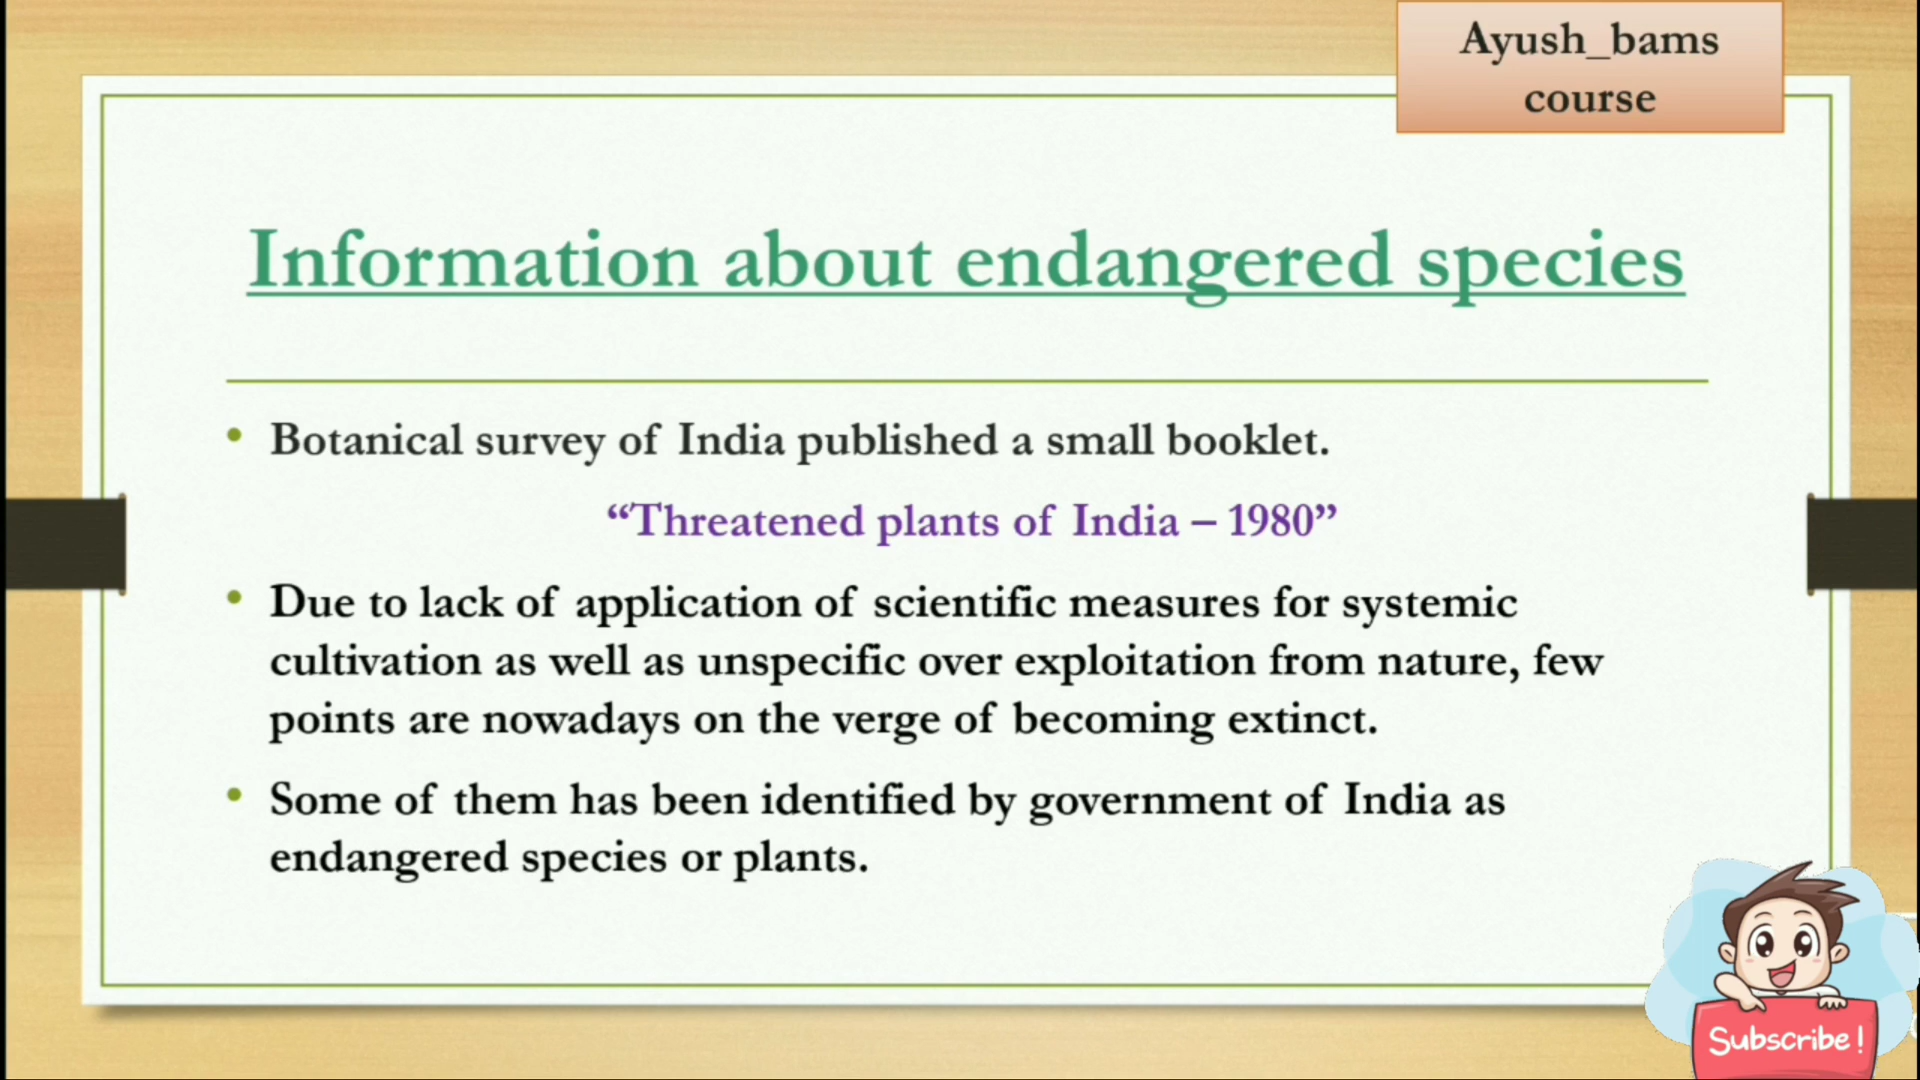 Ayush_bams
course
Information about endangered species
• Botanical survey of India published a small booklet.
“Threatened plants of India – 1980”
• Due to lack of application of scientific measures for systemic
cultivation as well as unspecific over exploitation from nature, few
points are nowadays on the verge of becoming extinct.
• Some of them has been identified by government of India as
endangered species or plants.
Subscribe!